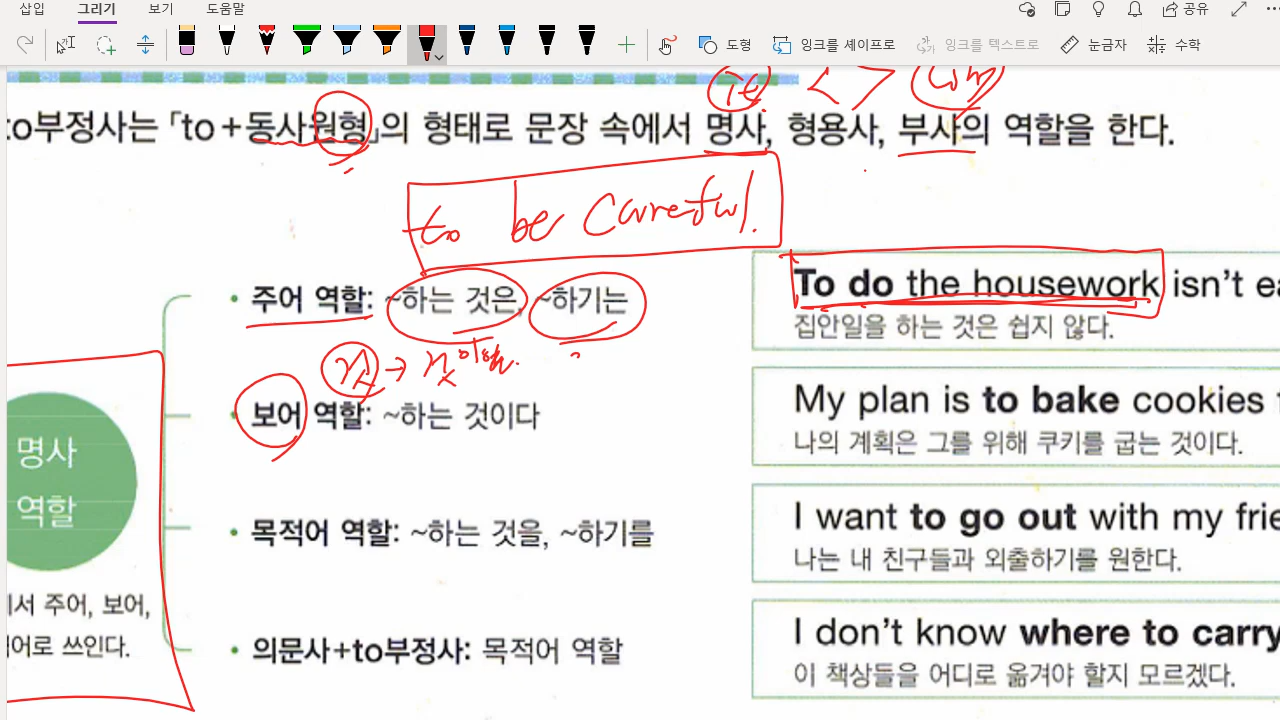 삽입 그리기 보기 도움말
공유
도형 잉크를 셰이프로 잉크를 텍스트로 눈금자 수학
to부정사는 「to+동사원형」의 형태로 문장 속에서 명사, 형용사, 부사의 역할을 한다.
to be careful.
• 주어 역할: ~하는 것은, ~하기는
To do the housework isn't ea
집안일을 하는 것은 쉽지 않다.
• 보어 역할: ~하는 것이다
My plan is to bake cookies
나의 계획은 그를 위해 쿠키를 굽는 것이다.
명사
역할
• 목적어 역할: ~하는 것을, ~하기를
I want to go out with my frie
나는 내 친구들과 외출하기를 원한다.
서 주어, 보어,
어로 쓰인다.
• 의문사+to부정사: 목적어 역할
I don't know where to carry
이 책상들을 어디로 옮겨야 할지 모르겠다.